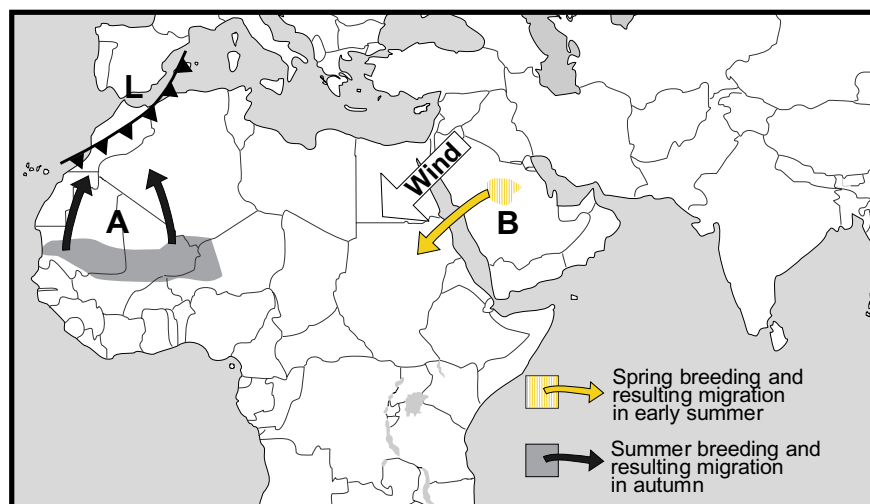 L
Wind
A
B
Spring breeding and
resulting migration
in early summer
Summer breeding and
resulting migration
in autumn